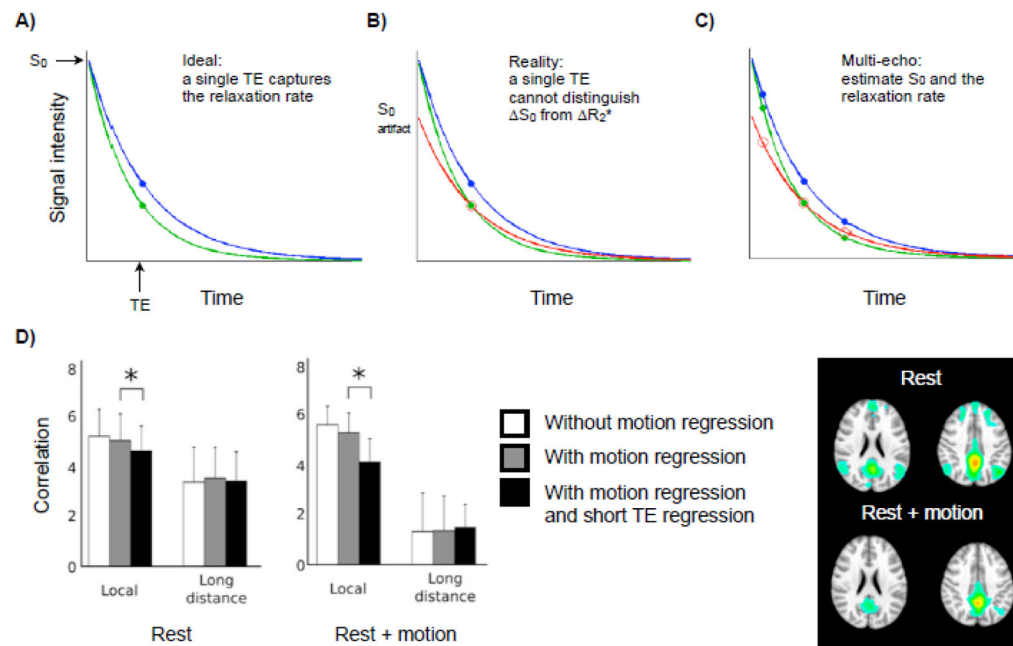 A)
B)
C)
S₀
Ideal:
a single TE captures
the relaxation rate
Reality:
a single TE
cannot distinguish
ΔS₀ from ΔR₂*
Multi-echo:
estimate S₀ and the
relaxation rate
S₀
artifact
Signal intensity
TE
Time
Time
Time
D)
8
6
4
2
0
Correlation
*
Local
Long
distance
Rest
8
6
4
2
0
*
Local
Long
distance
Rest + motion
Without motion regression
With motion regression
With motion regression
and short TE regression
Rest
Rest + motion